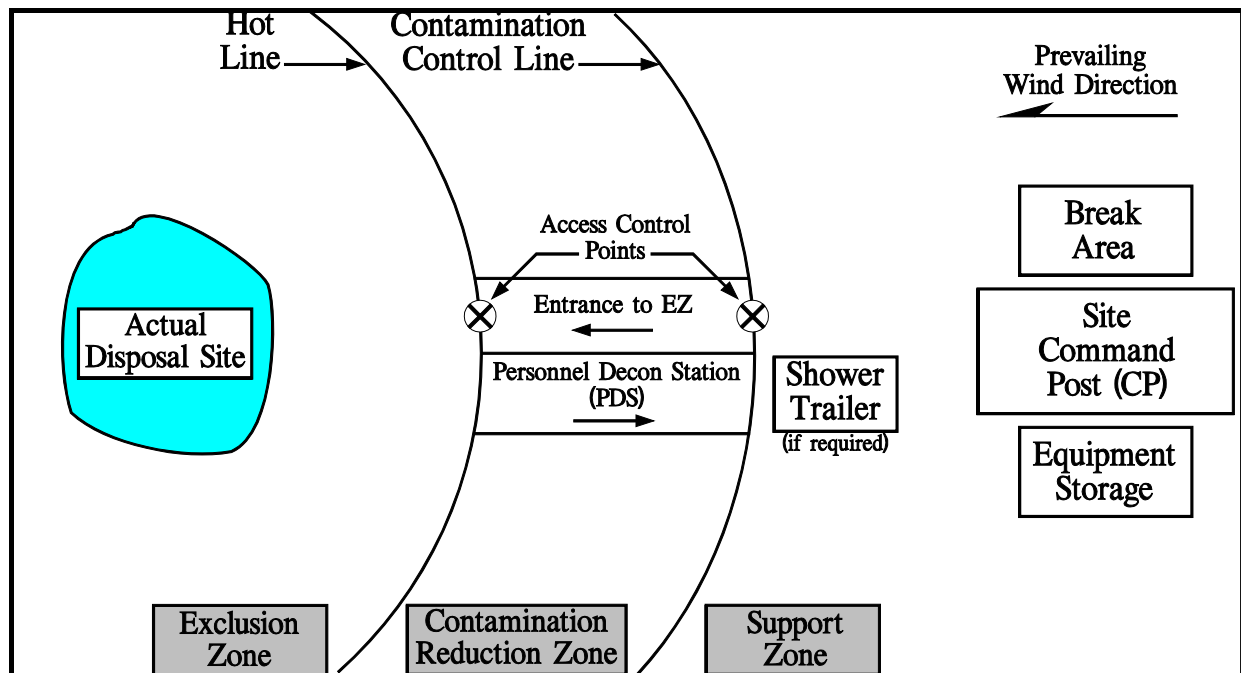 Hot
Line
Contamination
Control Line
Prevailing
Wind Direction
Break
Area
Access Control
Points
Entrance to EZ
Actual
Disposal Site
Site
Command
Post (CP)
Personnel Decon Station
(PDS)
Shower
Trailer
(if required)
Equipment
Storage
Exclusion
Zone
Contamination
Reduction Zone
Support
Zone